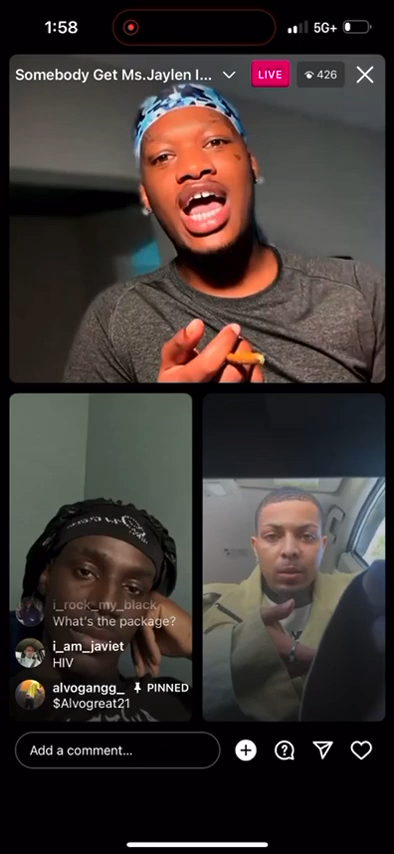 1:58
5G+
Somebody Get Ms.Jaylen I...
LIVE
426
i_rock_my_black
What's the package?
i_am_javiet
HIV
alvogangg_ PINNED
$Alvogreat21
Add a comment...